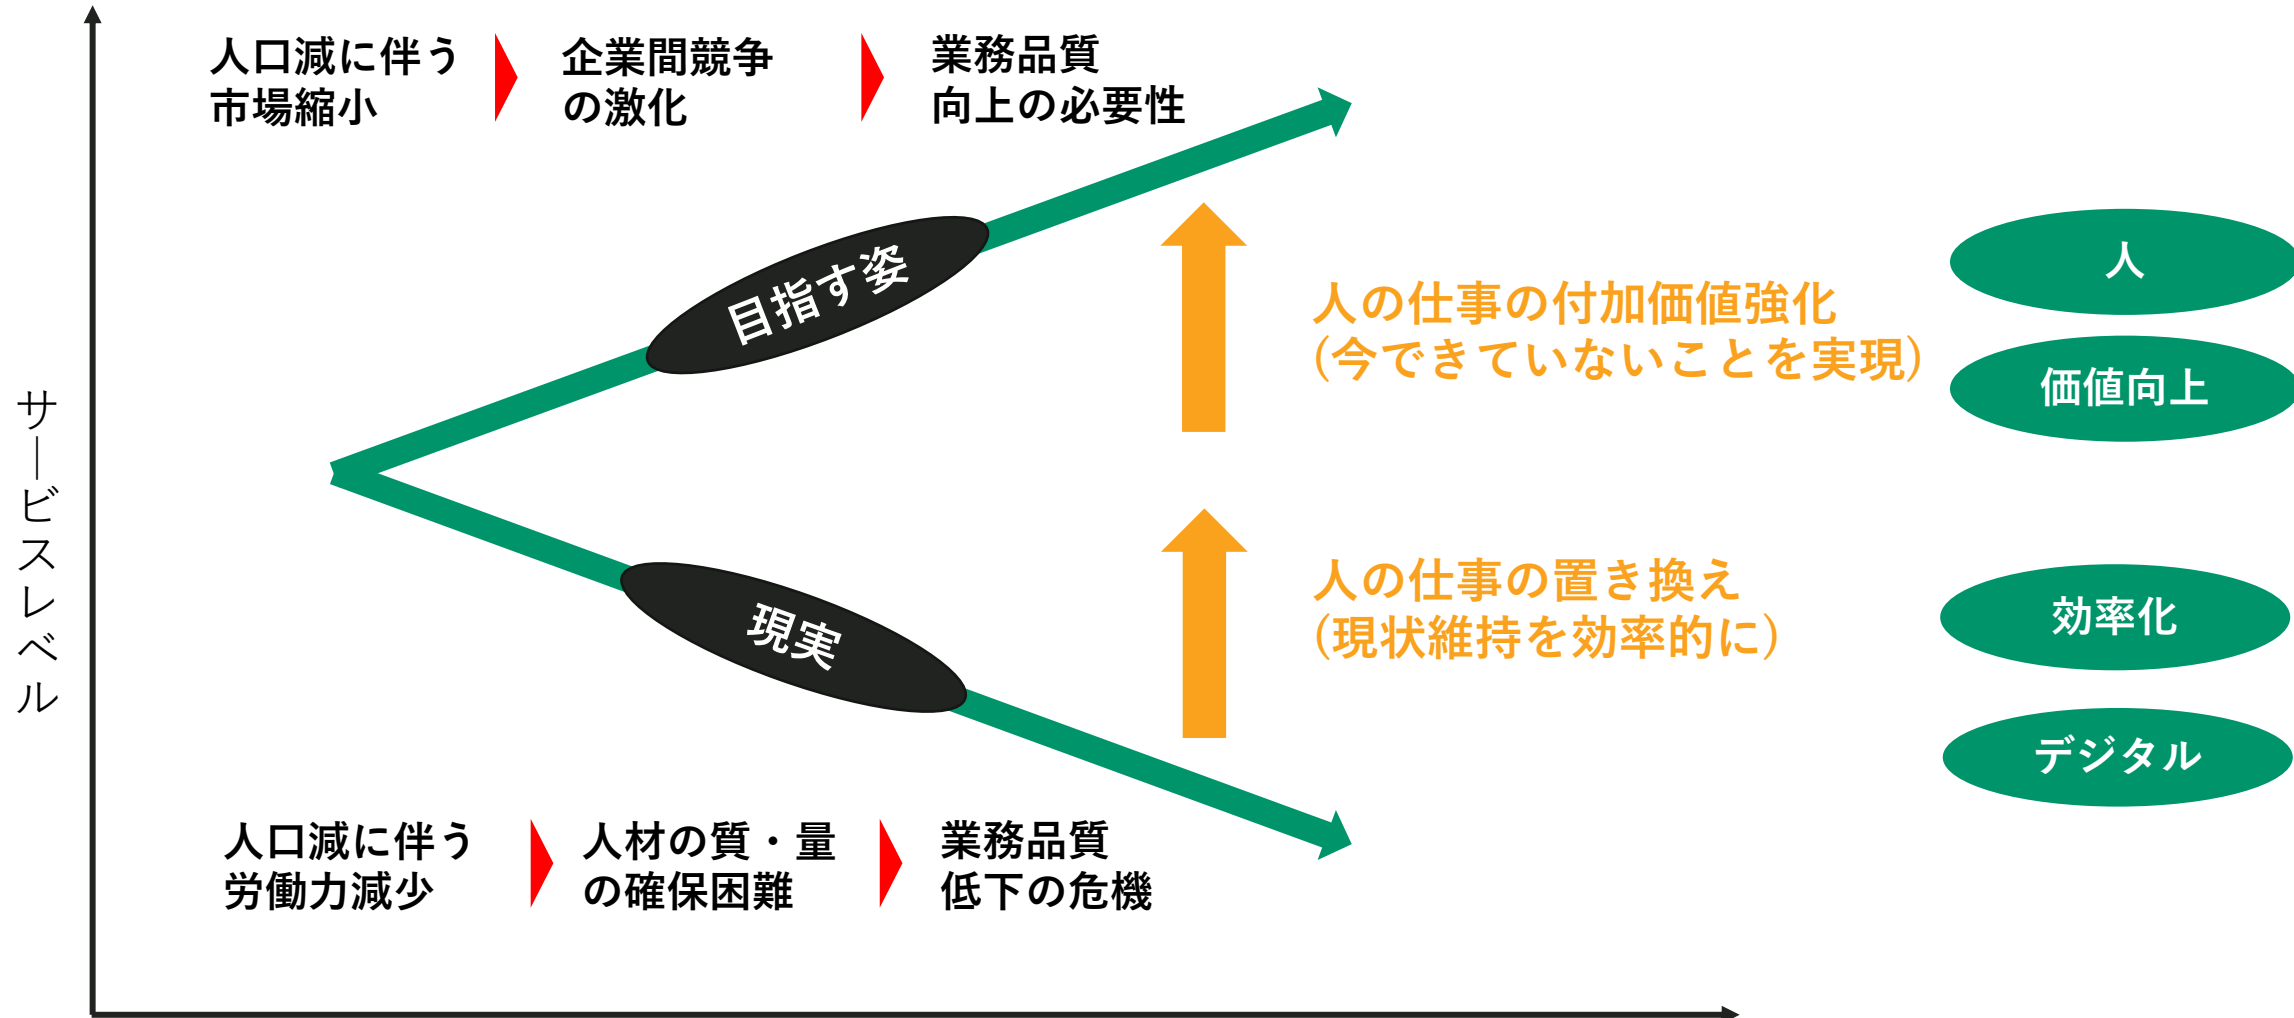 人口減に伴う
市場縮小
企業間競争
の激化
業務品質
向上の必要性
目指す姿
人の仕事の付加価値強化
(今できていないことを実現)
人
価値向上
サービスレベル
現実
人の仕事の置き換え
(現状維持を効率的に)
効率化
デジタル
人口減に伴う
労働力減少
人材の質・量
の確保困難
業務品質
低下の危機